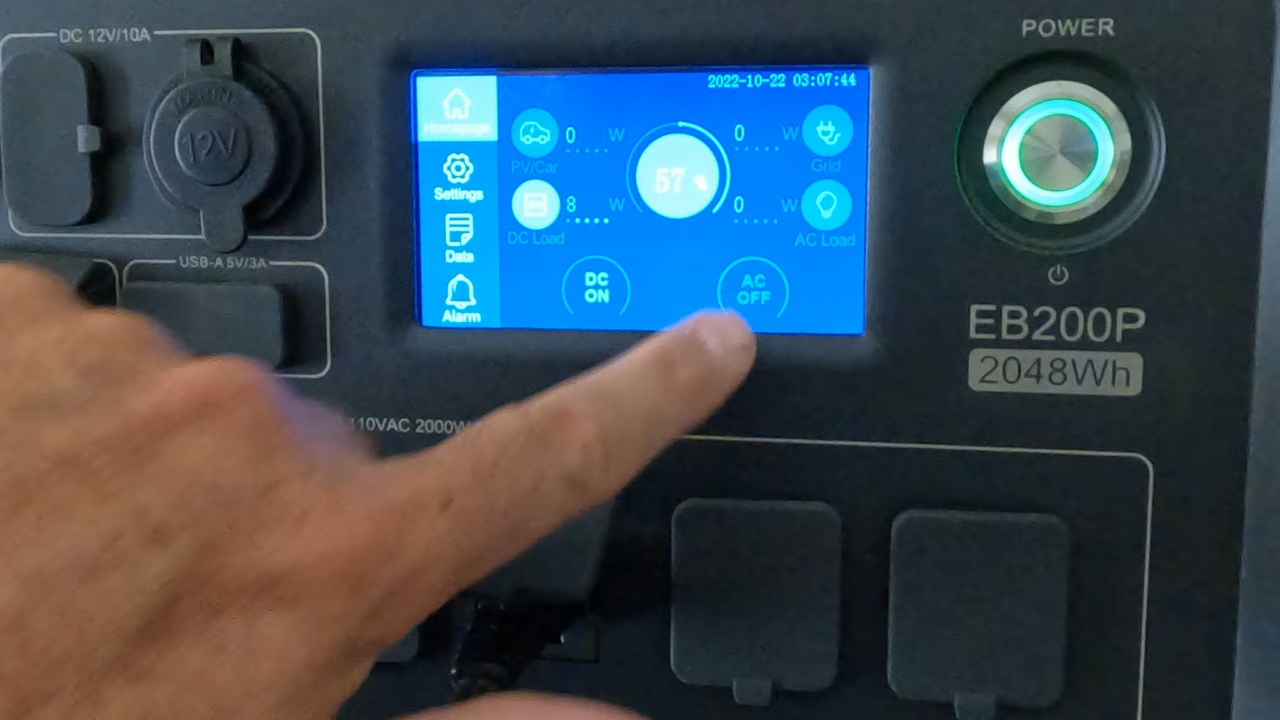 DC 12V/10A
12V
USB-A 5V/3A
2022-10-22 03:07:44
Homepage
Settings
Data
Alarm
0 W
PV/Car
8 W
DC Load
57 %
0 W
Grid
0 W
AC Load
DC
ON
AC
OFF
POWER
EB200P
2048Wh
110VAC 2000W